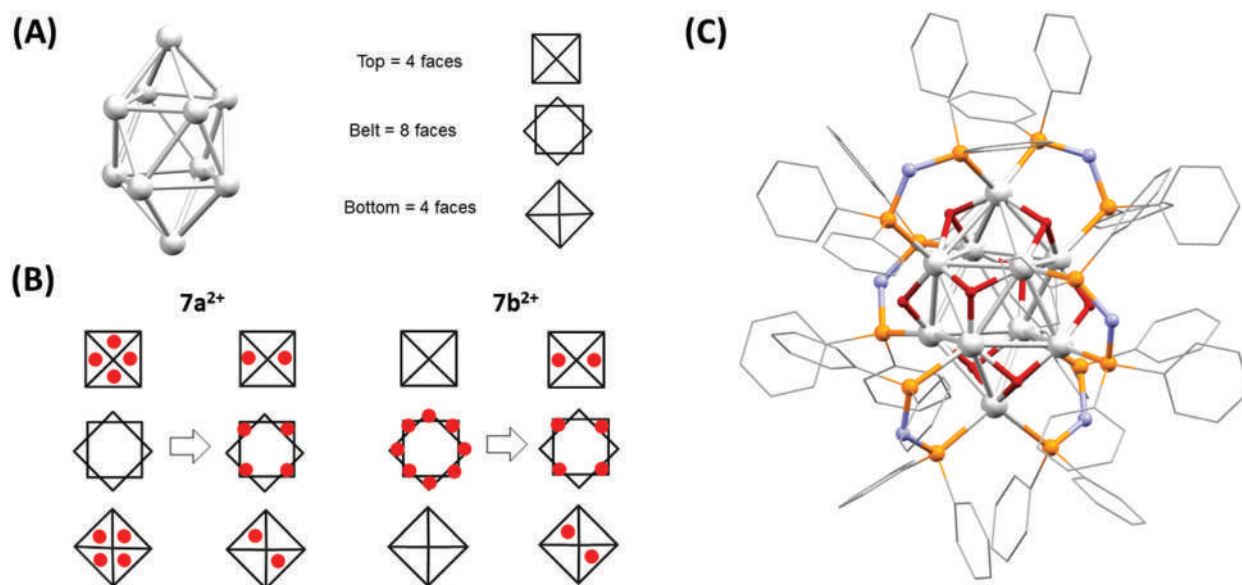 (A)
Top = 4 faces
Belt = 8 faces
Bottom = 4 faces
(B)
7a²⁺
7b²⁺
(C)